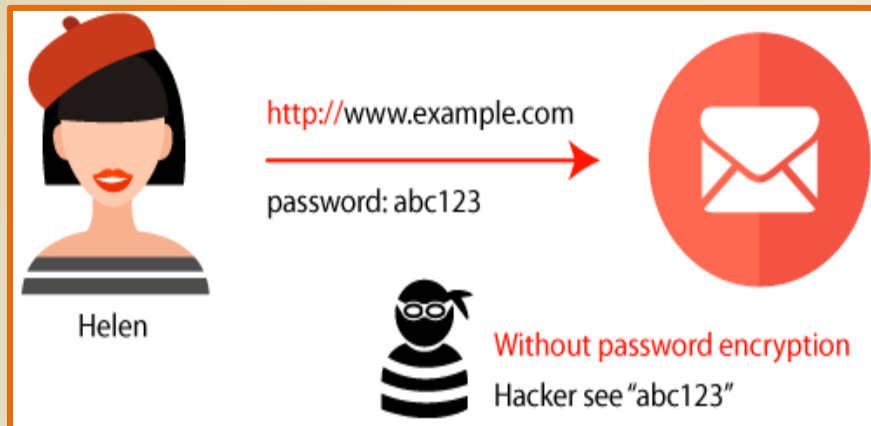 http://www.example.com
password: abc123
Helen
Without password encryption
Hacker see “abc123”